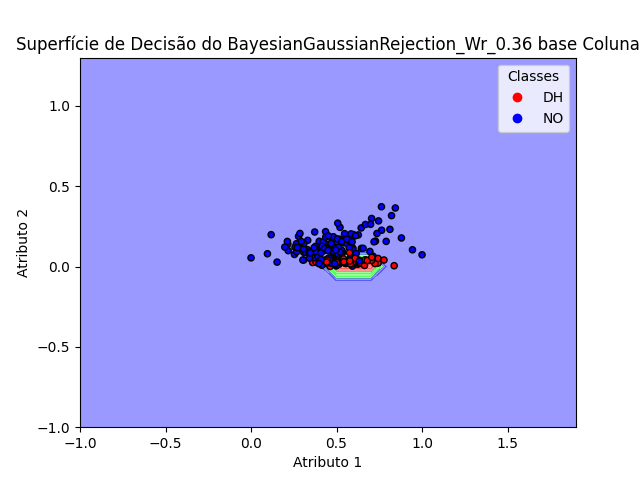 Superfície de Decisão do BayesianGaussianRejection_Wr_0.36 base Coluna
Classes
DH
NO
1.0
0.5
0.0
−0.5
−1.0
Atributo 2
−1.0
−0.5
0.0
0.5
1.0
1.5
Atributo 1